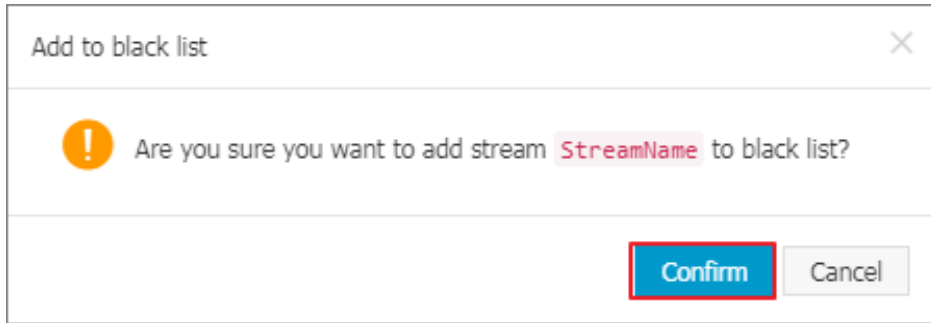 Add to black list
Are you sure you want to add stream StreamName to black list?
Confirm Cancel